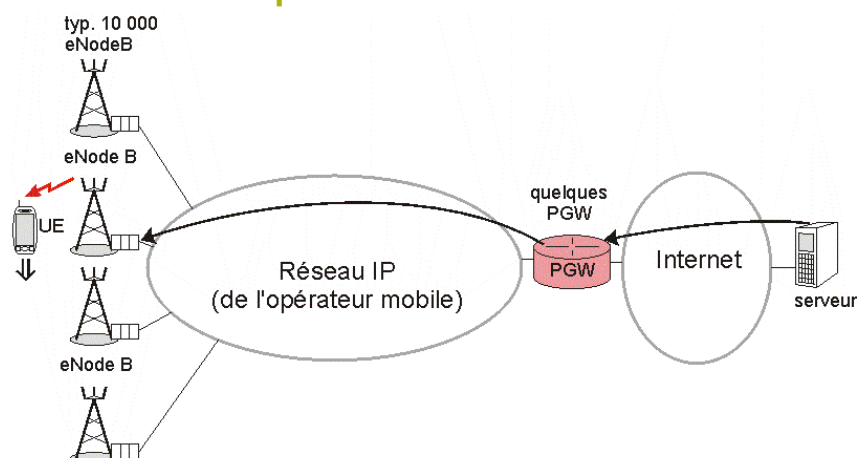 typ. 10 000
eNodeB
eNode B
UE
eNode B
Réseau IP
(de l'opérateur mobile)
quelques
PGW
PGW
Internet
serveur